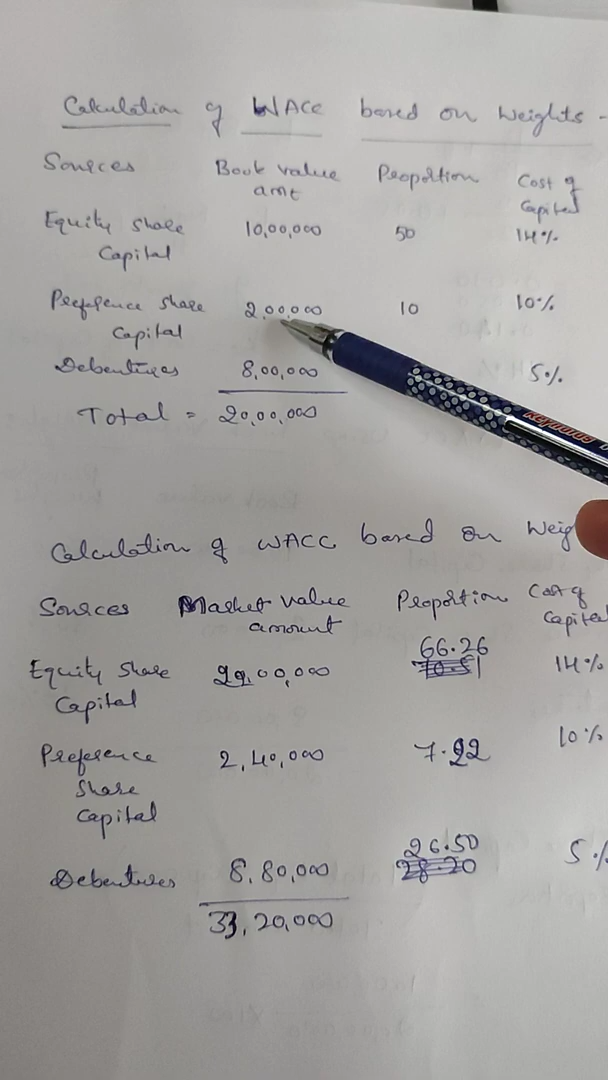 Calculation of WACC based on Weights -
Sources Book value Proportion Cost of
amt Capital
Equity Share 10,00,000 50 14%
Capital
Preference Share 2,00,000 10 10%
Capital
Debentures 8,00,000 5%
Total = 20,00,000
Reynolds
Calculation of WACC based on Weig
Sources Market value Proportion Cost of
amount Capital
66.26
Equity Share 22,00,000 14%
Capital
Preference 2,40,000 7.22 10%
Share
Capital
26.50
Debentures 8,80,000 28.20 5%
33,20,000